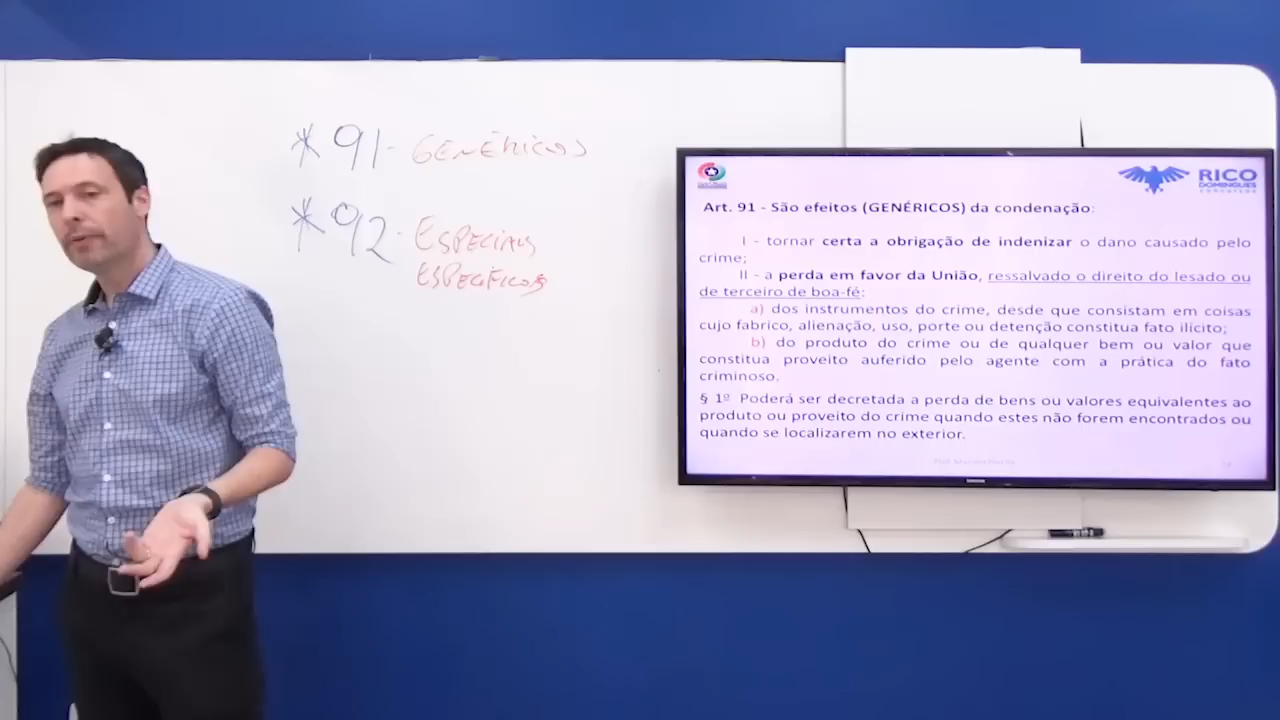 * 91 - GENÉRICOS
* 92 - ESPECIAIS
ESPECÍFICOS
RICO
DOMINGUES
Art. 91 - São efeitos (GENÉRICOS) da condenação:
I - tornar certa a obrigação de indenizar o dano causado pelo
crime;
II - a perda em favor da União, ressalvado o direito do lesado ou
de terceiro de boa-fé:
a) dos instrumentos do crime, desde que consistam em coisas
cujo fabrico, alienação, uso, porte ou detenção constitua fato ilícito;
b) do produto do crime ou de qualquer bem ou valor que
constitua proveito auferido pelo agente com a prática do fato
criminoso.
§ 1º Poderá ser decretada a perda de bens ou valores equivalentes ao
produto ou proveito do crime quando estes não forem encontrados ou
quando se localizarem no exterior.